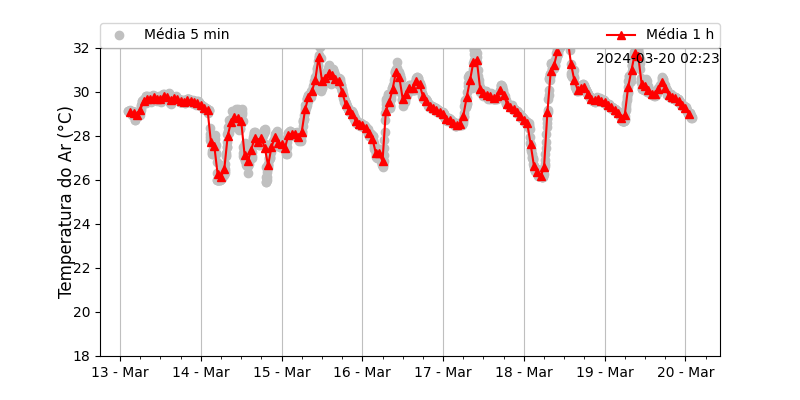 Média 5 min
Média 1 h
2024-03-20 02:23
Temperatura do Ar (°C)
32
30
28
26
24
22
20
18
13 - Mar
14 - Mar
15 - Mar
16 - Mar
17 - Mar
18 - Mar
19 - Mar
20 - Mar